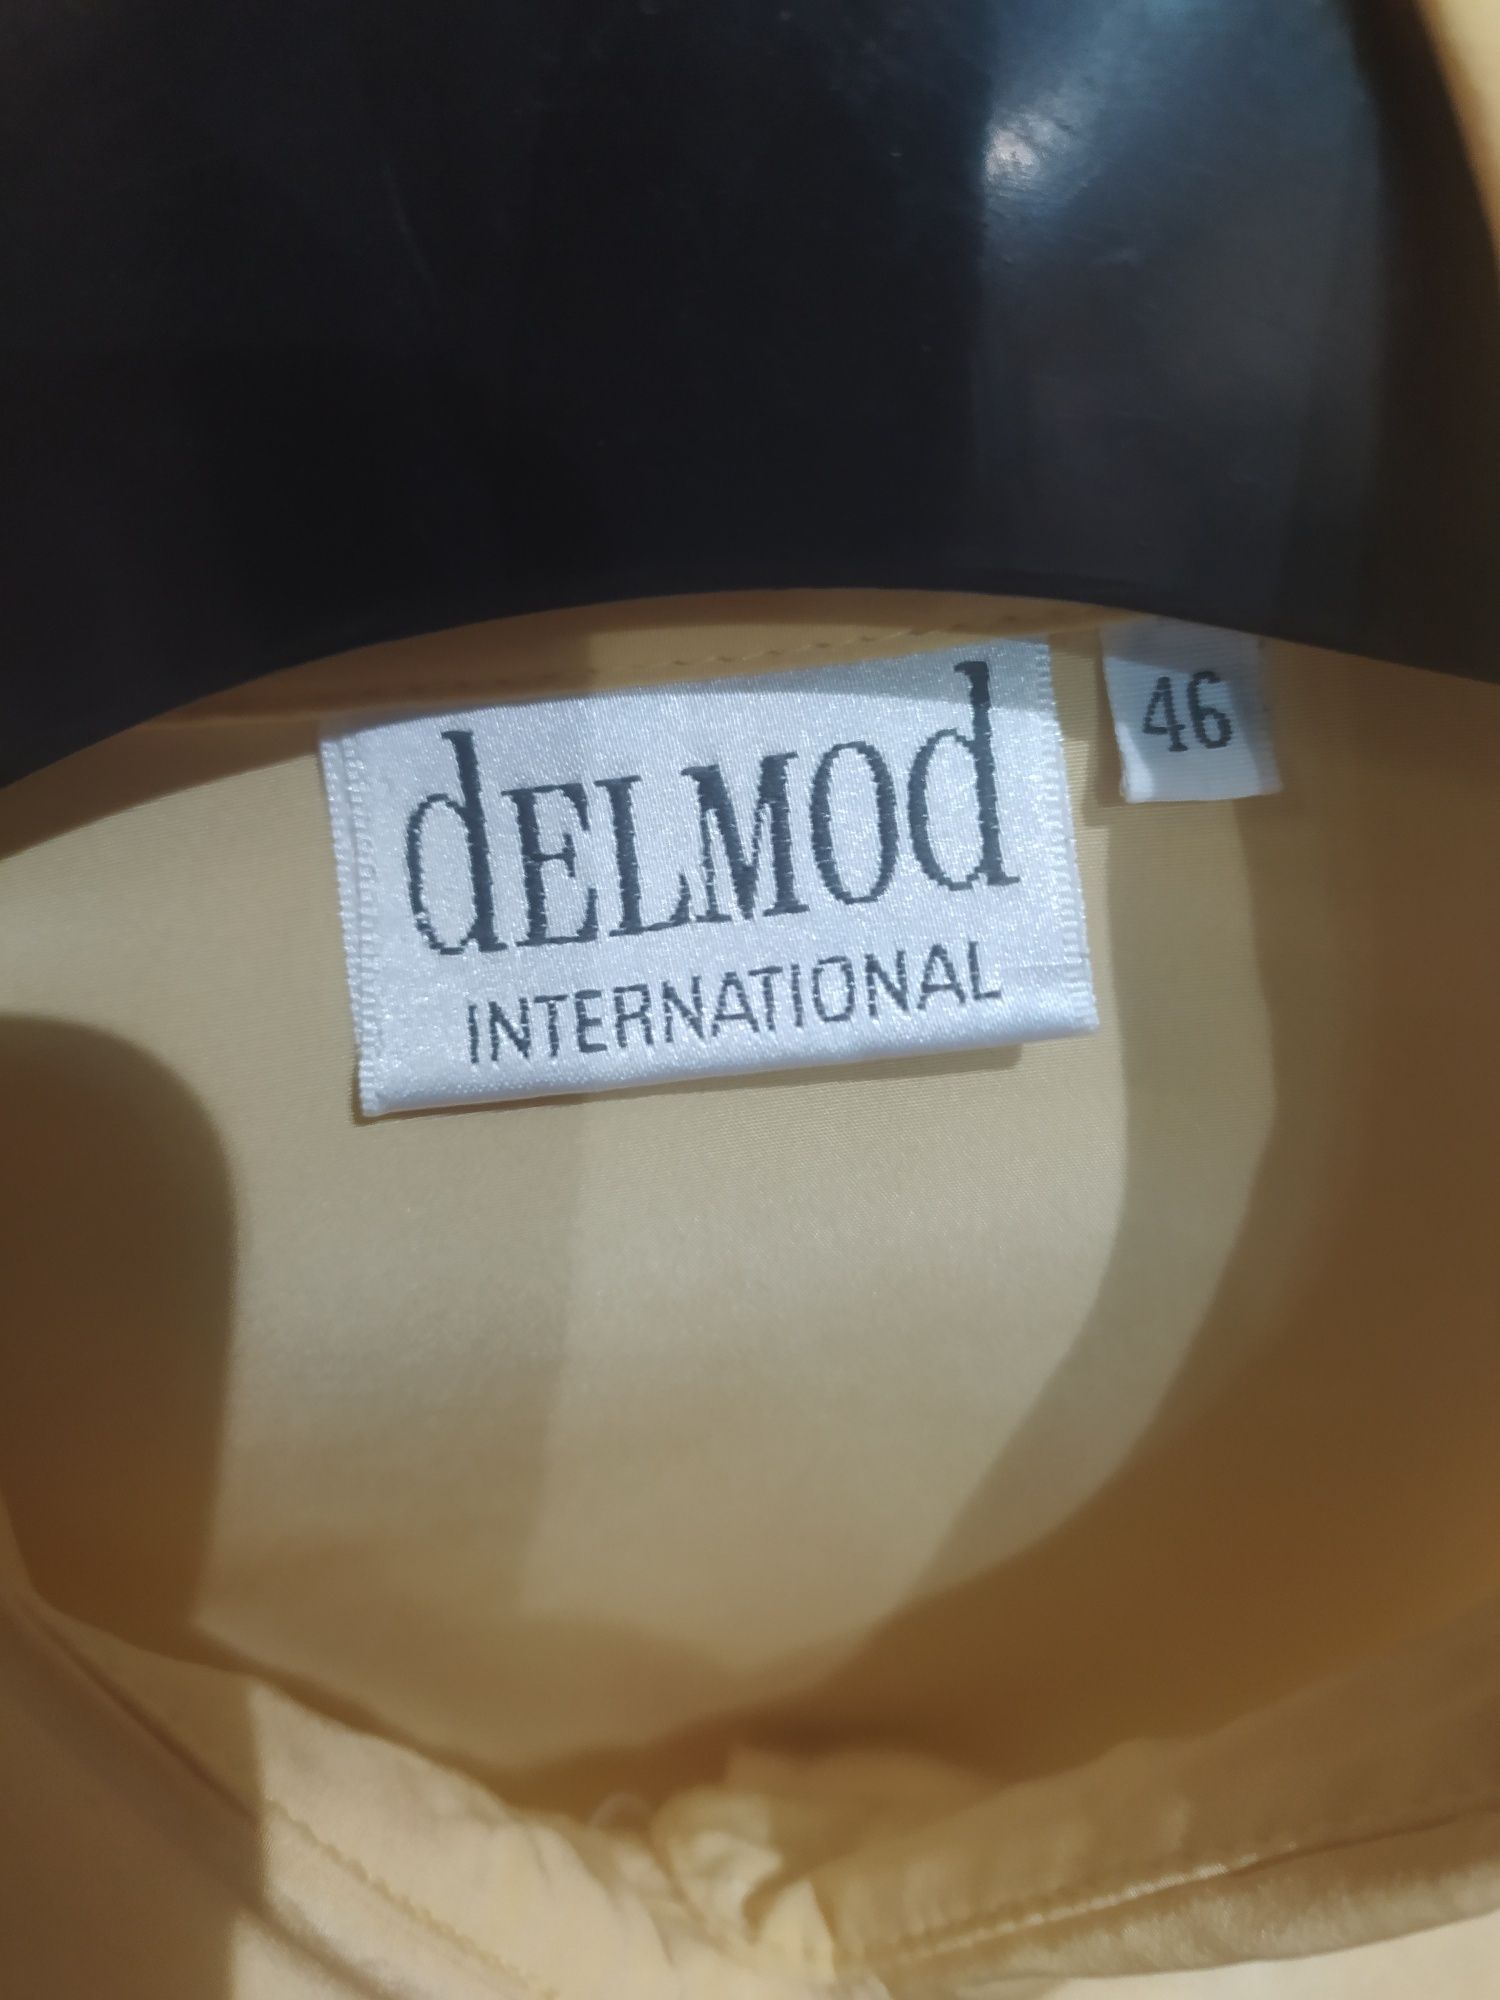 dELMOd
INTERNATIONAL
46